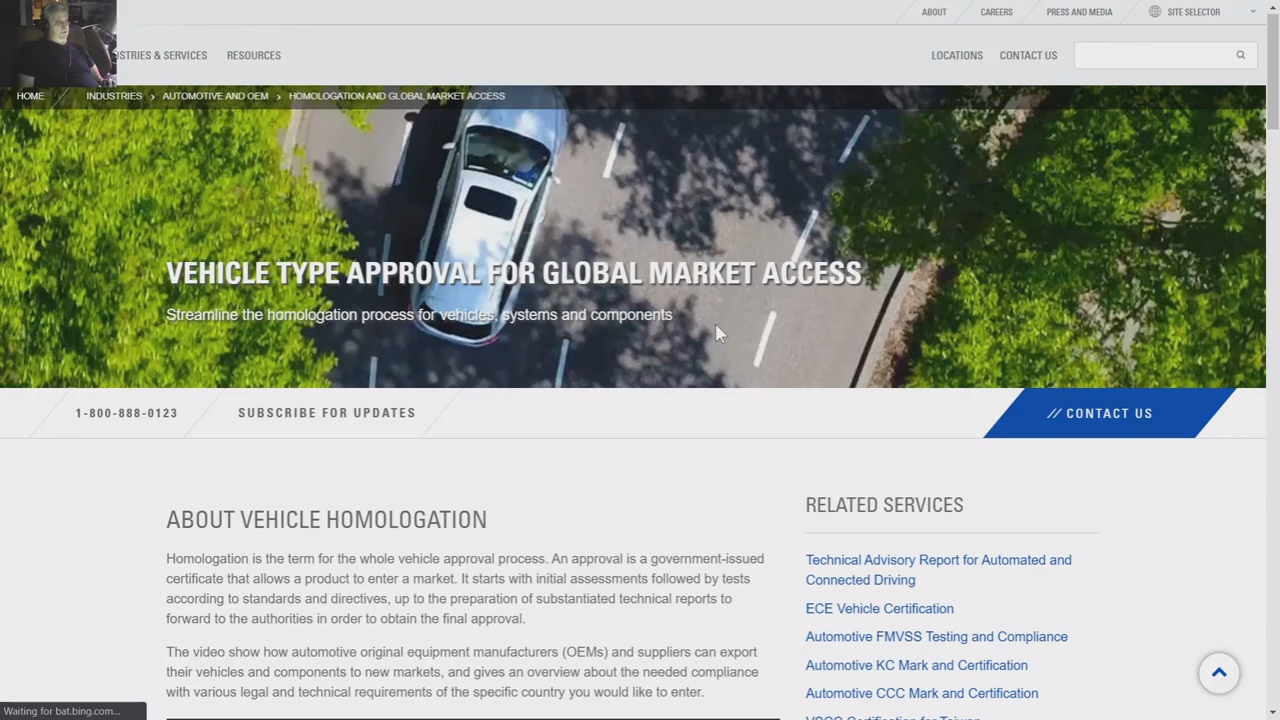 ABOUT
CAREERS
PRESS AND MEDIA
SITE SELECTOR
USTRIES & SERVICES
RESOURCES
LOCATIONS
CONTACT US
HOME
INDUSTRIES > AUTOMOTIVE AND OEM > HOMOLOGATION AND GLOBAL MARKET ACCESS
VEHICLE TYPE APPROVAL FOR GLOBAL MARKET ACCESS
Streamline the homologation process for vehicles, systems and components
1-800-888-0123
SUBSCRIBE FOR UPDATES
// CONTACT US
ABOUT VEHICLE HOMOLOGATION
Homologation is the term for the whole vehicle approval process. An approval is a government-issued
certificate that allows a product to enter a market. It starts with initial assessments followed by tests
according to standards and directives, up to the preparation of substantiated technical reports to
forward to the authorities in order to obtain the final approval.
The video show how automotive original equipment manufacturers (OEMs) and suppliers can export
their vehicles and components to new markets, and gives an overview about the needed compliance
with various legal and technical requirements of the specific country you would like to enter.
RELATED SERVICES
Technical Advisory Report for Automated and
Connected Driving
ECE Vehicle Certification
Automotive FMVSS Testing and Compliance
Automotive KC Mark and Certification
Automotive CCC Mark and Certification
VSCC Certification for Taiwan
Waiting for bat.bing.com...